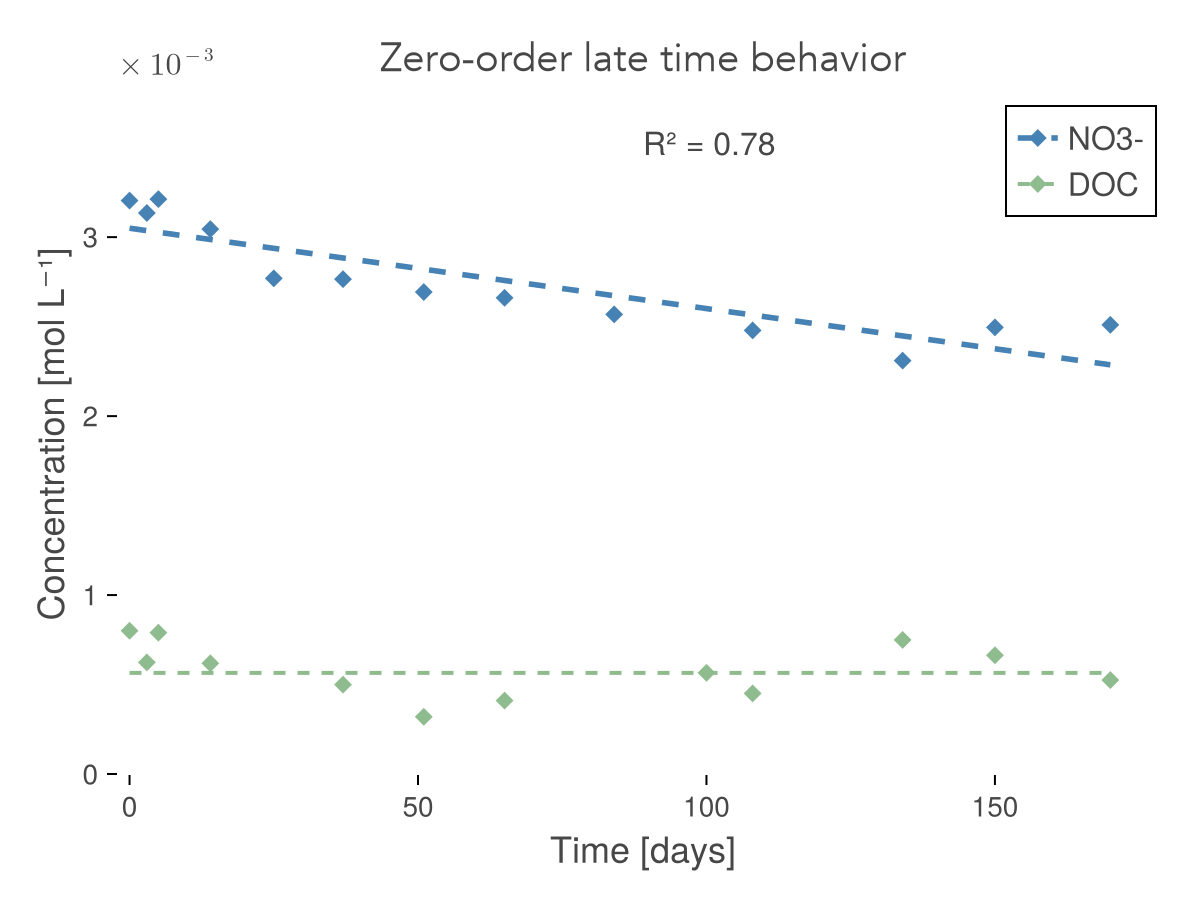 × 10⁻³
Zero-order late time behavior
R² = 0.78
NO3-
DOC
Concentration [mol L⁻¹]
3
2
1
0
0 50 100 150
Time [days]